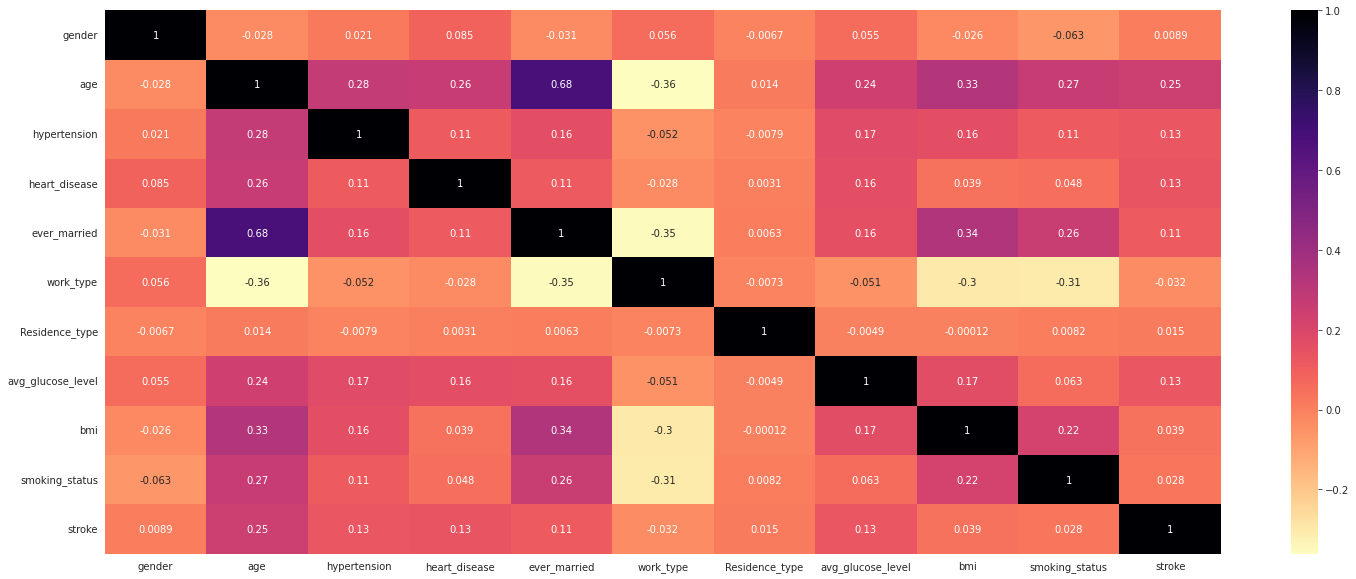 gender 1 -0.028 0.021 0.085 -0.031 0.056 -0.0067 0.055 -0.026 -0.063 0.0089
age -0.028 1 0.28 0.26 0.68 -0.36 0.014 0.24 0.33 0.27 0.25
hypertension 0.021 0.28 1 0.11 0.16 -0.052 -0.0079 0.17 0.16 0.11 0.13
heart_disease 0.085 0.26 0.11 1 0.11 -0.028 0.0031 0.16 0.039 0.048 0.13
ever_married -0.031 0.68 0.16 0.11 1 -0.35 0.0063 0.16 0.34 0.26 0.11
work_type 0.056 -0.36 -0.052 -0.028 -0.35 1 -0.0073 -0.051 -0.3 -0.31 -0.032
Residence_type -0.0067 0.014 -0.0079 0.0031 0.0063 -0.0073 1 -0.0049 -0.00012 0.0082 0.015
avg_glucose_level 0.055 0.24 0.17 0.16 0.16 -0.051 -0.0049 1 0.17 0.063 0.13
bmi -0.026 0.33 0.16 0.039 0.34 -0.3 -0.00012 0.17 1 0.22 0.039
smoking_status -0.063 0.27 0.11 0.048 0.26 -0.31 0.0082 0.063 0.22 1 0.028
stroke 0.0089 0.25 0.13 0.13 0.11 -0.032 0.015 0.13 0.039 0.028 1
gender age hypertension heart_disease ever_married work_type Residence_type avg_glucose_level bmi smoking_status stroke
1.0
0.8
0.6
0.4
0.2
0.0
−0.2